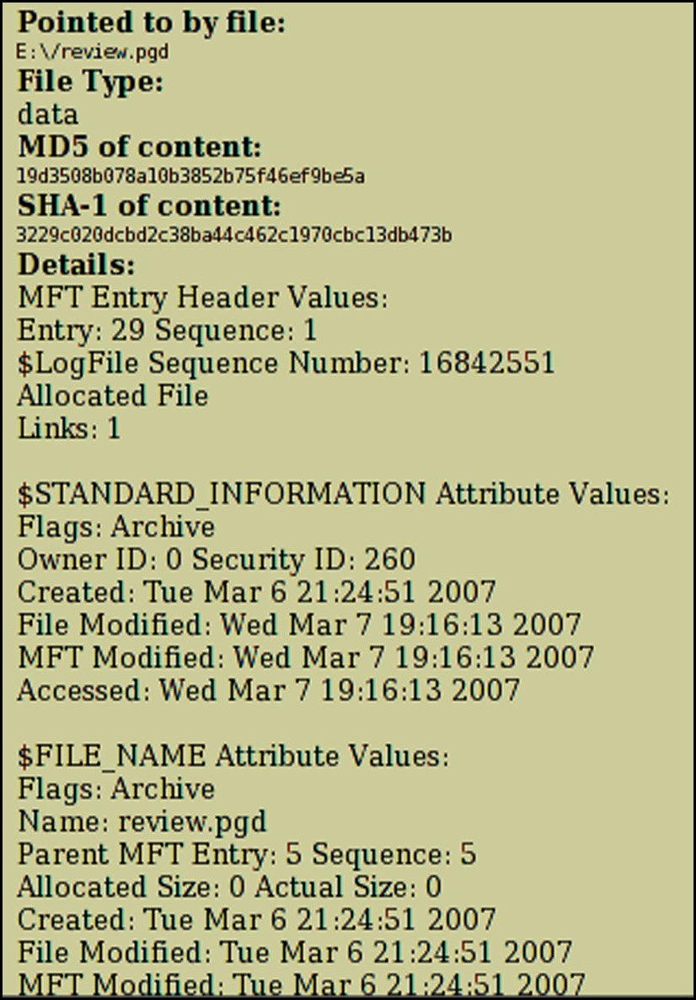 Pointed to by file:
E:\/review.pgd
File Type:
data
MD5 of content:
19d3508b078a10b3852b75f46ef9be5a
SHA-1 of content:
3229c020dcbd2c38ba44c462c1970cbc13db473b
Details:
MFT Entry Header Values:
Entry: 29 Sequence: 1
$LogFile Sequence Number: 16842551
Allocated File
Links: 1
$STANDARD_INFORMATION Attribute Values:
Flags: Archive
Owner ID: 0 Security ID: 260
Created: Tue Mar 6 21:24:51 2007
File Modified: Wed Mar 7 19:16:13 2007
MFT Modified: Wed Mar 7 19:16:13 2007
Accessed: Wed Mar 7 19:16:13 2007
$FILE_NAME Attribute Values:
Flags: Archive
Name: review.pgd
Parent MFT Entry: 5 Sequence: 5
Allocated Size: 0 Actual Size: 0
Created: Tue Mar 6 21:24:51 2007
File Modified: Tue Mar 6 21:24:51 2007
MFT Modified: Tue Mar 6 21:24:51 2007